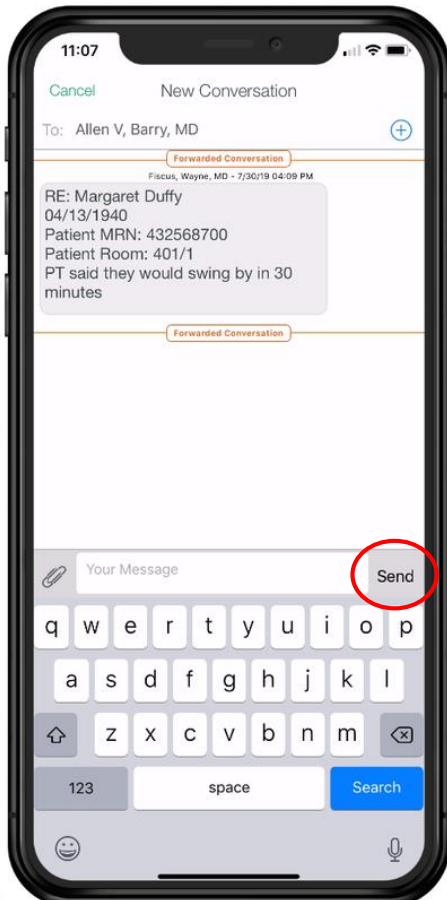 11:07
Cancel New Conversation
To: Allen V, Barry, MD
Forwarded Conversation
Fiscus, Wayne, MD - 7/30/19 04:09 PM
RE: Margaret Duffy
04/13/1940
Patient MRN: 432568700
Patient Room: 401/1
PT said they would swing by in 30
minutes
Forwarded Conversation
Your Message Send
q w e r t y u i o p
a s d f g h j k l
z x c v b n m
123 space Search